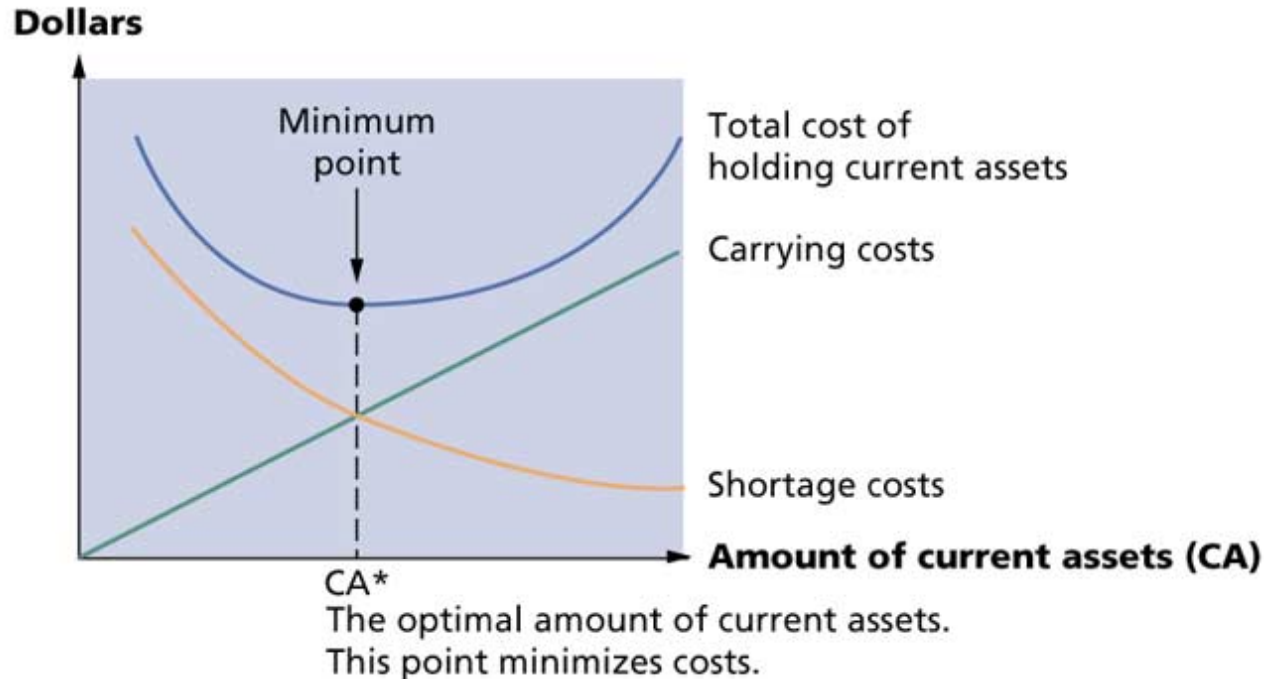 Dollars
Minimum
point
Total cost of
holding current assets
Carrying costs
Shortage costs
Amount of current assets (CA)
CA*
The optimal amount of current assets.
This point minimizes costs.